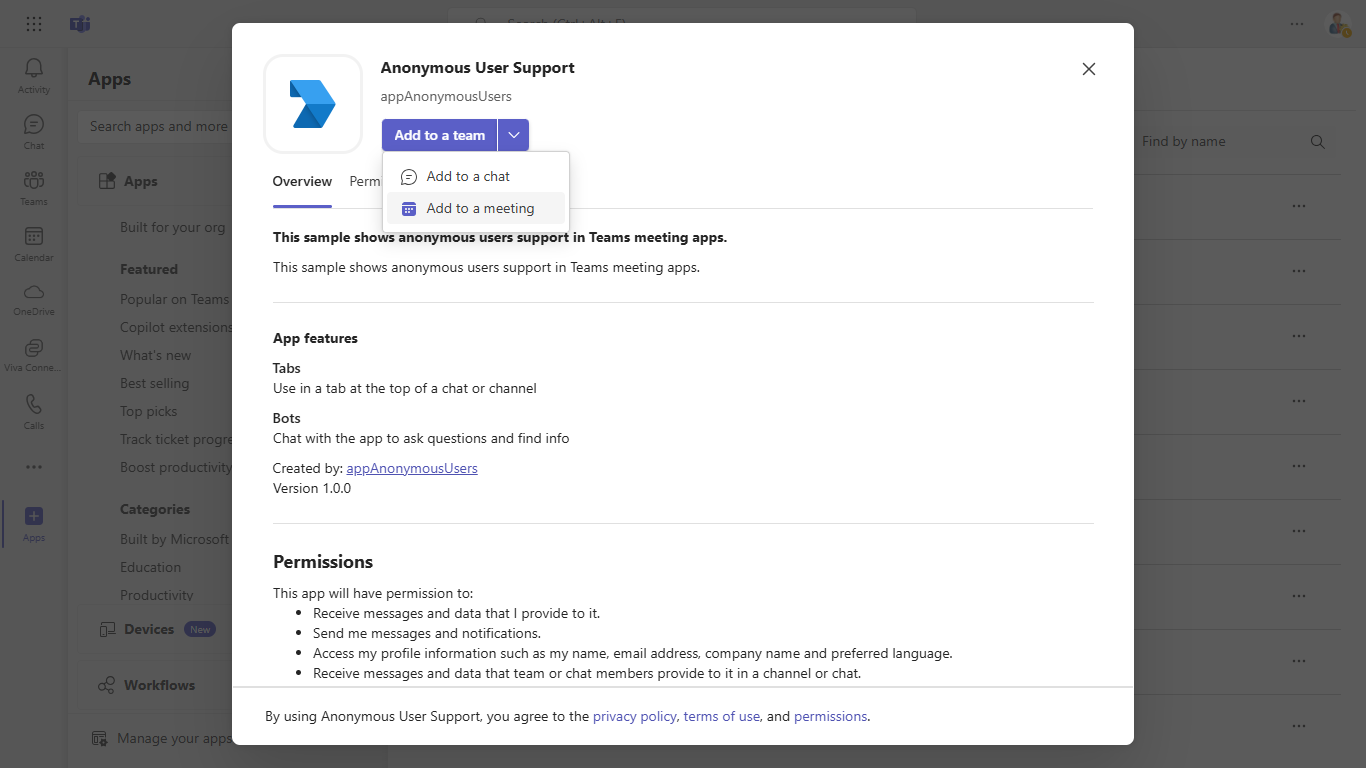 Search (Ctrl+Alt+E)
Activity
Chat
Teams
Calendar
OneDrive
Viva Conne...
Calls
Apps
Apps
Search apps and more
Apps
Built for your org
Featured
Popular on Teams
Copilot extensions
What's new
Best selling
Top picks
Track ticket progre
Boost productivity
Categories
Built by Microsoft
Education
Productivity
Devices New
Workflows
Manage your apps
Anonymous User Support
appAnonymousUsers
Add to a team
Add to a chat
Add to a meeting
Overview Permi
This sample shows anonymous users support in Teams meeting apps.
This sample shows anonymous users support in Teams meeting apps.
App features
Tabs
Use in a tab at the top of a chat or channel
Bots
Chat with the app to ask questions and find info
Created by: appAnonymousUsers
Version 1.0.0
Permissions
This app will have permission to:
Receive messages and data that I provide to it.
Send me messages and notifications.
Access my profile information such as my name, email address, company name and preferred language.
Receive messages and data that team or chat members provide to it in a channel or chat.
By using Anonymous User Support, you agree to the privacy policy, terms of use, and permissions.
Find by name